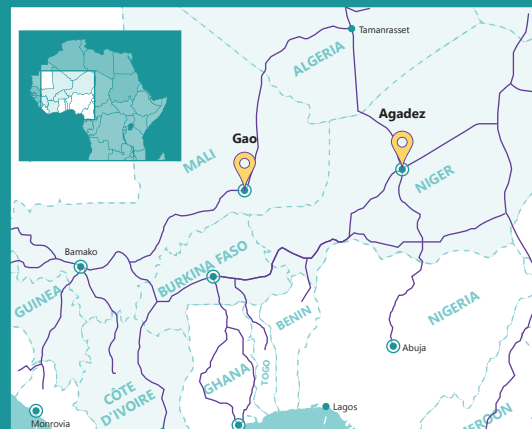 Tamanrasset
ALGERIA
Agadez
Gao
MALI
NIGER
Bamako
BURKINA FASO
GUINEA
NIGERIA
BENIN
Abuja
GHANA
TOGO
CÔTE
D'IVOIRE
Lagos
Monrovia
EROON